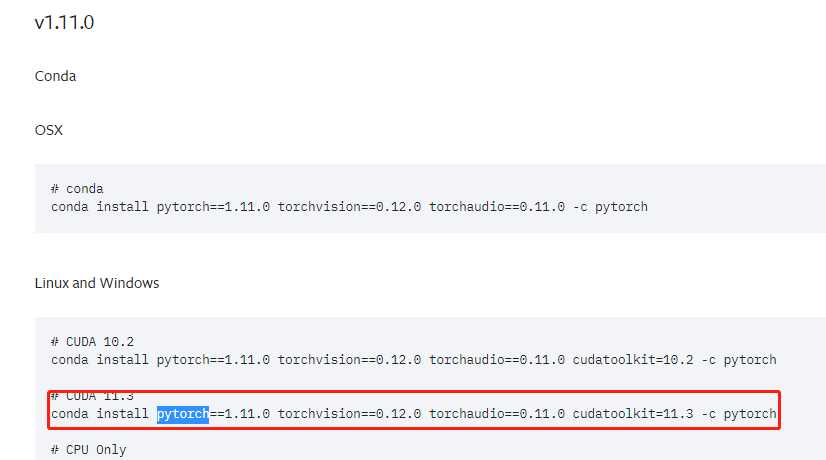 v1.11.0
Conda
OSX
# conda
conda install pytorch==1.11.0 torchvision==0.12.0 torchaudio==0.11.0 -c pytorch
Linux and Windows
# CUDA 10.2
conda install pytorch==1.11.0 torchvision==0.12.0 torchaudio==0.11.0 cudatoolkit=10.2 -c pytorch
# CUDA 11.3
conda install pytorch==1.11.0 torchvision==0.12.0 torchaudio==0.11.0 cudatoolkit=11.3 -c pytorch
# CPU Only